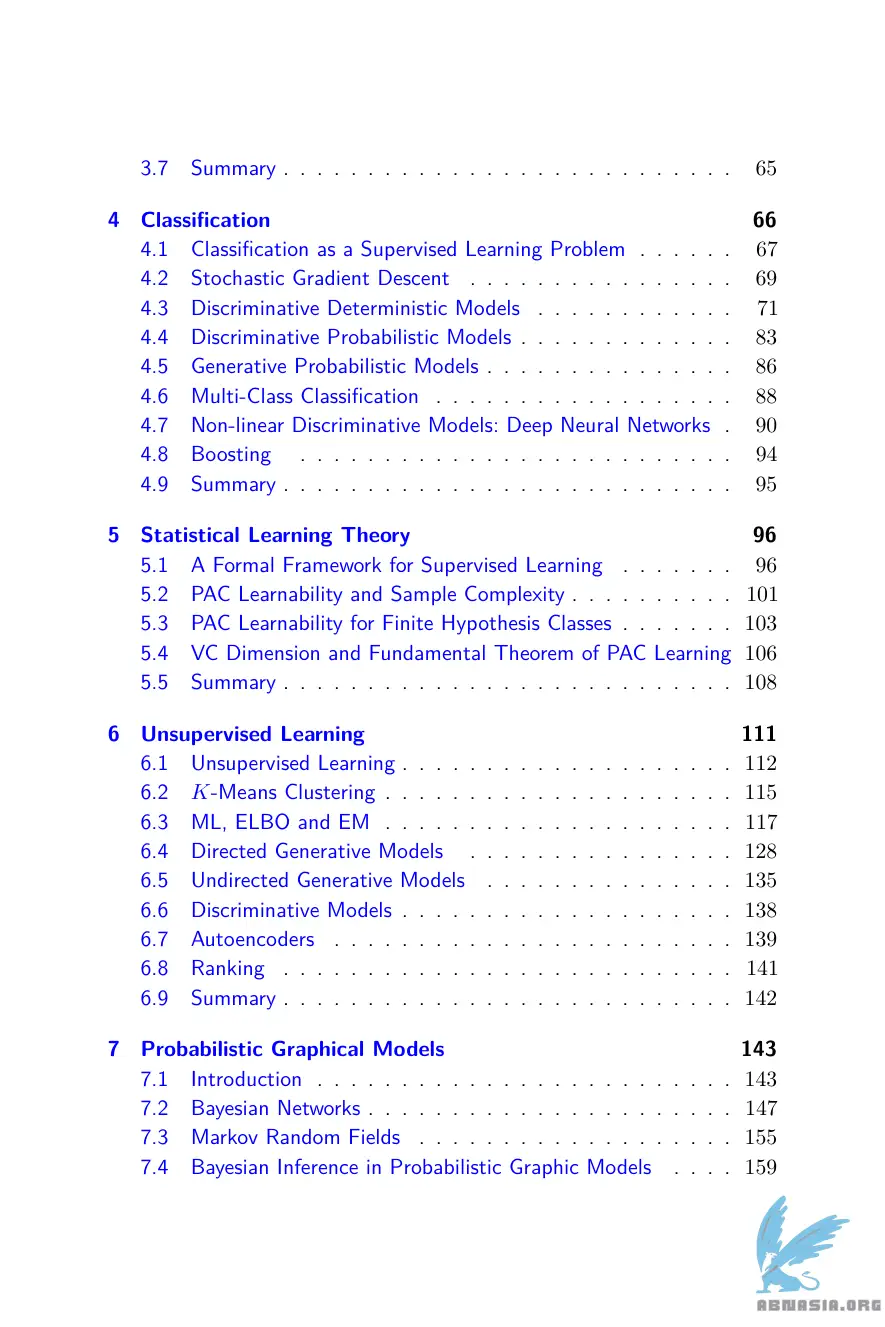 3.7 Summary . . . . . . . . . . . . . . . . . . . . . . . . . . . 65
4 Classification 66
4.1 Classification as a Supervised Learning Problem . . . . . . 67
4.2 Stochastic Gradient Descent . . . . . . . . . . . . . . . . 69
4.3 Discriminative Deterministic Models . . . . . . . . . . . . 71
4.4 Discriminative Probabilistic Models . . . . . . . . . . . . . 83
4.5 Generative Probabilistic Models . . . . . . . . . . . . . . . 86
4.6 Multi-Class Classification . . . . . . . . . . . . . . . . . . 88
4.7 Non-linear Discriminative Models: Deep Neural Networks . 90
4.8 Boosting . . . . . . . . . . . . . . . . . . . . . . . . . . 94
4.9 Summary . . . . . . . . . . . . . . . . . . . . . . . . . . . 95
5 Statistical Learning Theory 96
5.1 A Formal Framework for Supervised Learning . . . . . . . 96
5.2 PAC Learnability and Sample Complexity . . . . . . . . . . 101
5.3 PAC Learnability for Finite Hypothesis Classes . . . . . . . 103
5.4 VC Dimension and Fundamental Theorem of PAC Learning 106
5.5 Summary . . . . . . . . . . . . . . . . . . . . . . . . . . . 108
6 Unsupervised Learning 111
6.1 Unsupervised Learning . . . . . . . . . . . . . . . . . . . . 112
6.2 K-Means Clustering . . . . . . . . . . . . . . . . . . . . . 115
6.3 ML, ELBO and EM . . . . . . . . . . . . . . . . . . . . . 117
6.4 Directed Generative Models . . . . . . . . . . . . . . . . 128
6.5 Undirected Generative Models . . . . . . . . . . . . . . . 135
6.6 Discriminative Models . . . . . . . . . . . . . . . . . . . . 138
6.7 Autoencoders . . . . . . . . . . . . . . . . . . . . . . . . 139
6.8 Ranking . . . . . . . . . . . . . . . . . . . . . . . . . . . 141
6.9 Summary . . . . . . . . . . . . . . . . . . . . . . . . . . . 142
7 Probabilistic Graphical Models 143
7.1 Introduction . . . . . . . . . . . . . . . . . . . . . . . . . 143
7.2 Bayesian Networks . . . . . . . . . . . . . . . . . . . . . . 147
7.3 Markov Random Fields . . . . . . . . . . . . . . . . . . . 155
7.4 Bayesian Inference in Probabilistic Graphic Models . . . . 159
ABNASIA.ORG